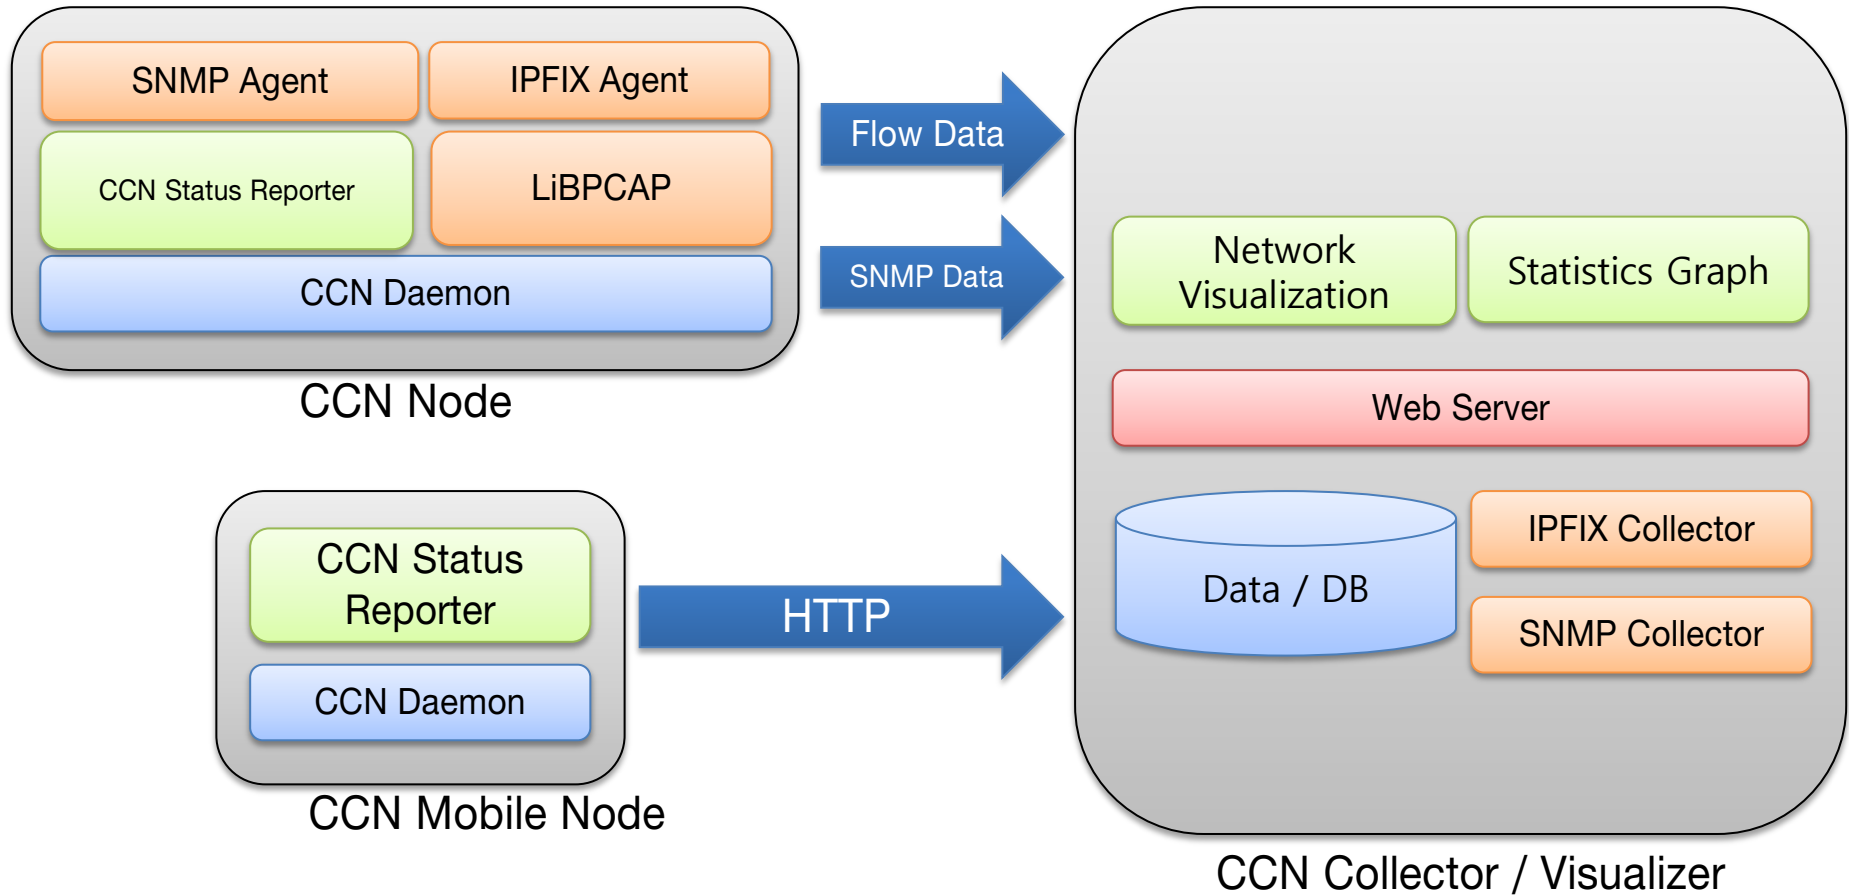 SNMP Agent
IPFIX Agent
CCN Status Reporter
LiBPCAP
CCN Daemon
CCN Node
Flow Data
SNMP Data
CCN Status
Reporter
CCN Daemon
CCN Mobile Node
HTTP
Network
Visualization
Statistics Graph
Web Server
Data / DB
IPFIX Collector
SNMP Collector
CCN Collector / Visualizer